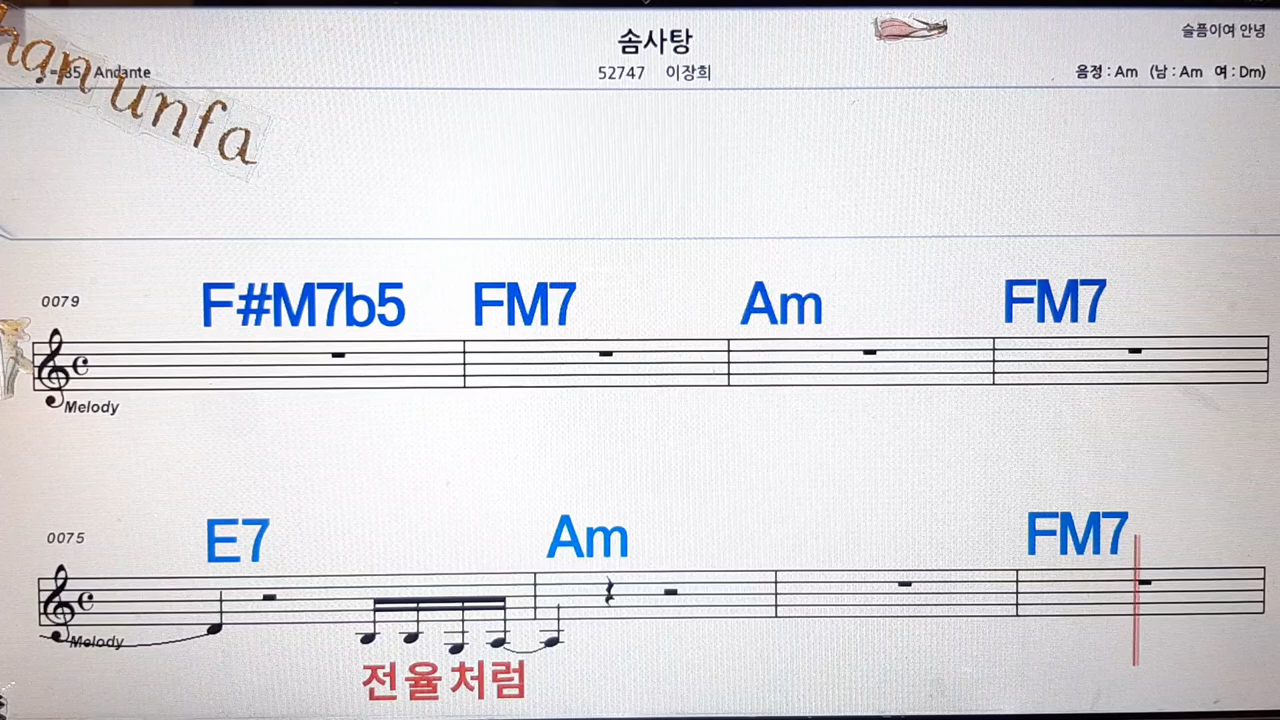 솜사탕
슬픔이여 안녕
han unfa
Andante
52747 이장희
음정 : Am (남 : Am 여 : Dm)
0079
F#M7b5 FM7 Am FM7
Melody
0075
E7 Am FM7
Melody
전율처럼